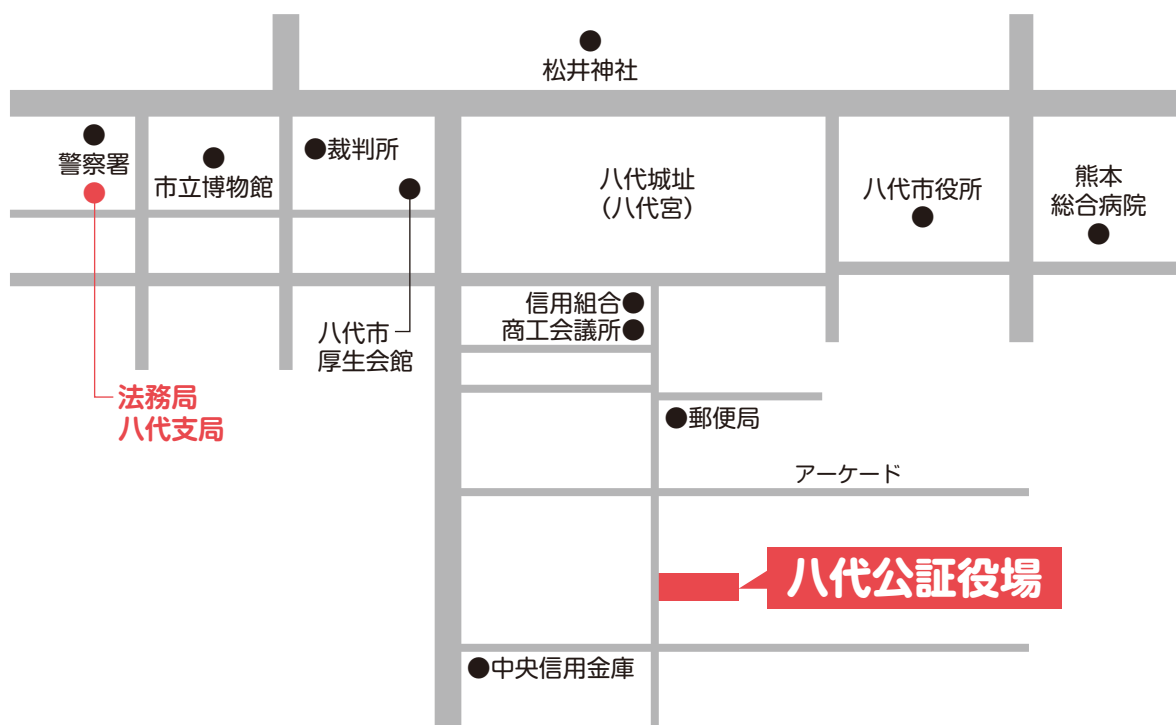 松井神社
警察署
市立博物館
裁判所
八代城址
(八代宮)
八代市役所
熊本
総合病院
信用組合
商工会議所
八代市
厚生会館
法務局
八代支局
郵便局
アーケード
八代公証役場
中央信用金庫